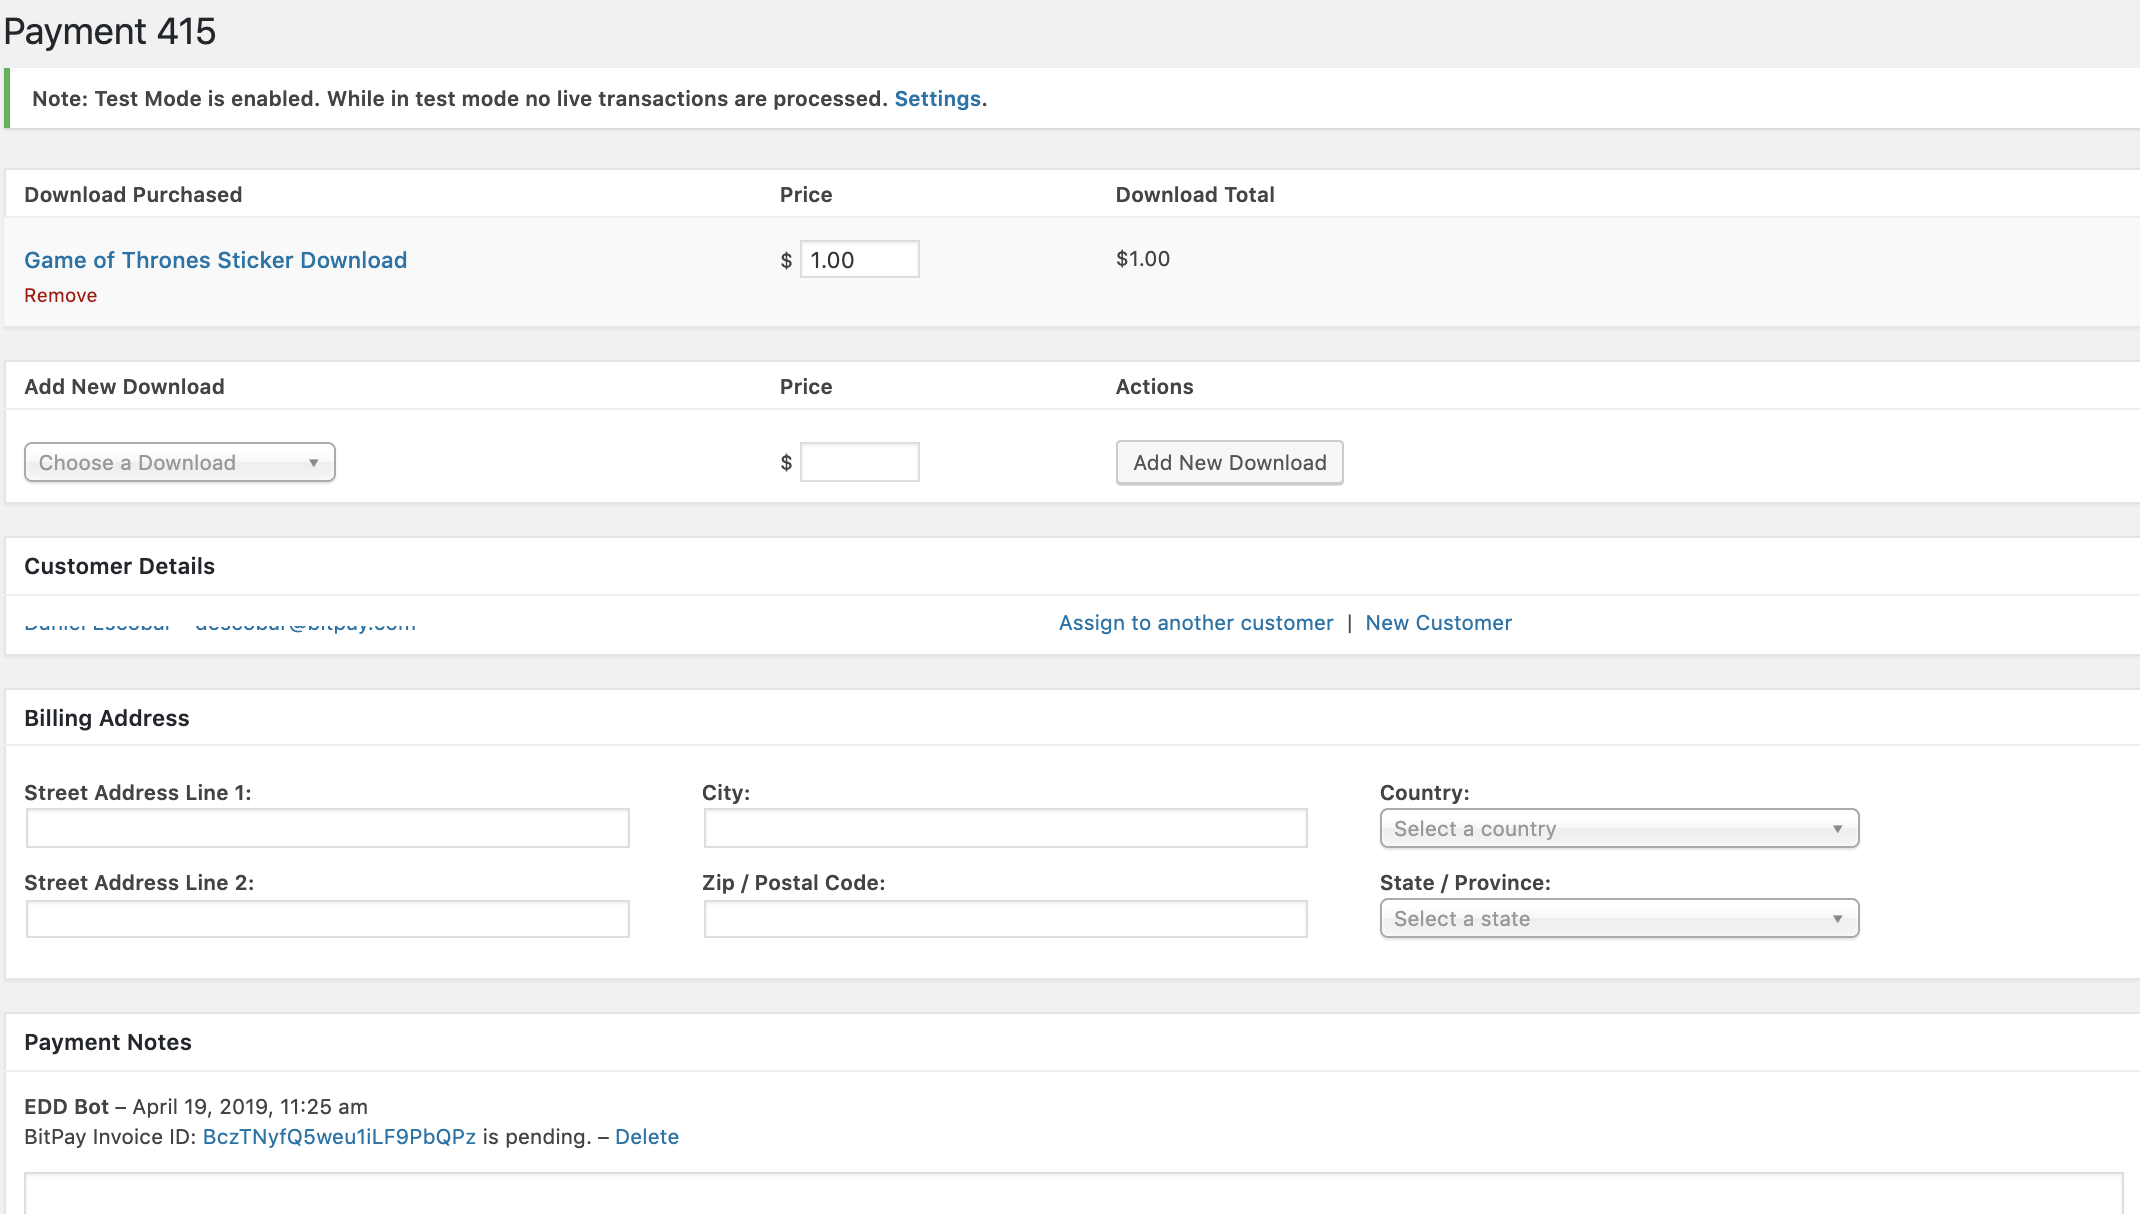 Payment 415
Note: Test Mode is enabled. While in test mode no live transactions are processed. Settings.
Download Purchased Price Download Total
Game of Thrones Sticker Download $ 1.00 $1.00
Remove
Add New Download Price Actions
Choose a Download $ Add New Download
Customer Details
Assign to another customer | New Customer
Billing Address
Street Address Line 1: City: Country:
Select a country
Street Address Line 2: Zip / Postal Code: State / Province:
Select a state
Payment Notes
EDD Bot – April 19, 2019, 11:25 am
BitPay Invoice ID: BczTNyfQ5weu1iLF9PbQPz is pending. – Delete